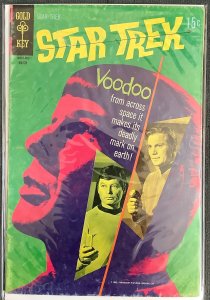 GOLD
KEY
STAR TREK
STAR TREK
15¢
Voodoo
from across
space it
makes its
deadly
mark on
earth!